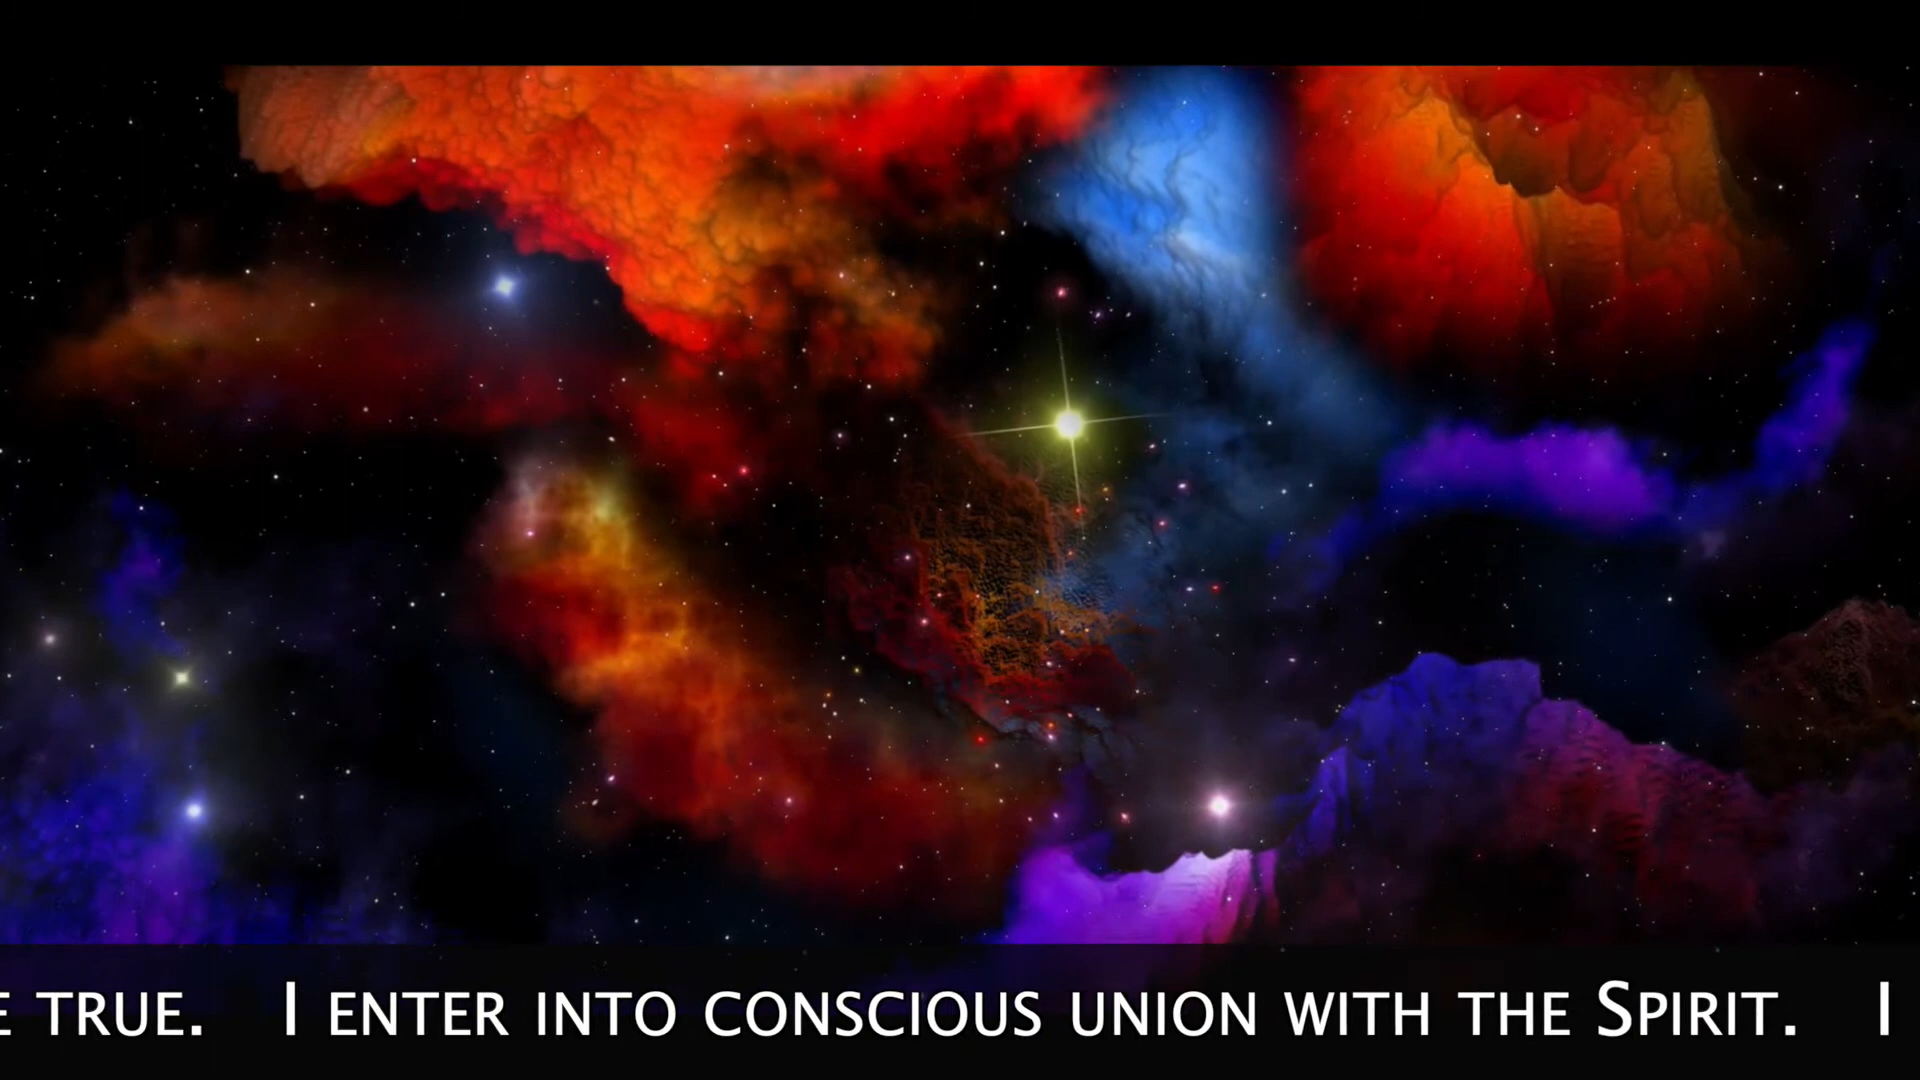 E TRUE. I ENTER INTO CONSCIOUS UNION WITH THE SPIRIT. I